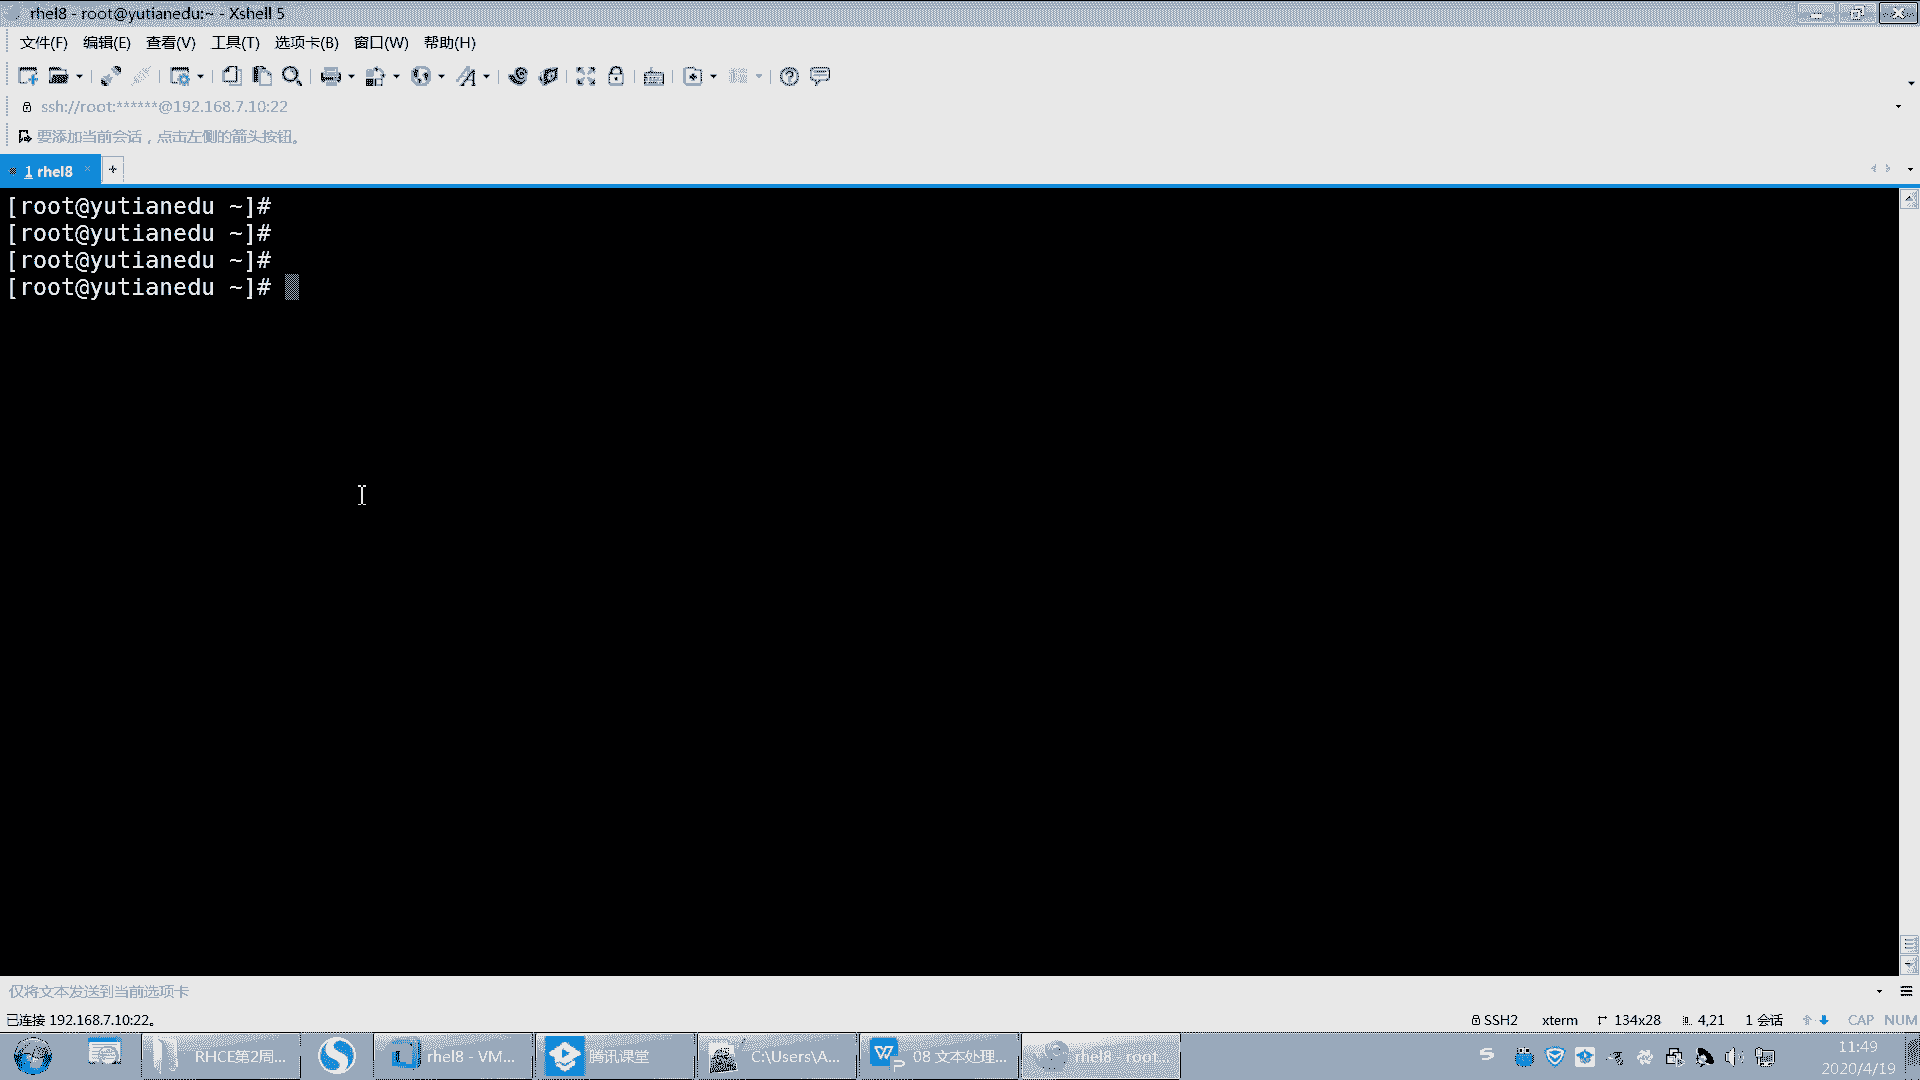 rhel8 - root@yutianedu:~ - Xshell 5
文件(F) 编辑(E) 查看(V) 工具(T) 选项卡(B) 窗口(W) 帮助(H)
ssh://root:******@192.168.7.10:22
要添加当前会话，点击左侧的箭头按钮。
1 rhel8
[root@yutianedu ~]#
[root@yutianedu ~]#
[root@yutianedu ~]#
[root@yutianedu ~]#
仅将文本发送到当前选项卡
已连接 192.168.7.10:22。 SSH2 xterm 134x28 4,21 1 会话 CAP NUM
RHCE第2周... rhel8 - VM... 腾讯课堂 C:\Users\A... 08 文本处理... rhel8 - root... 11:49
2020/4/19